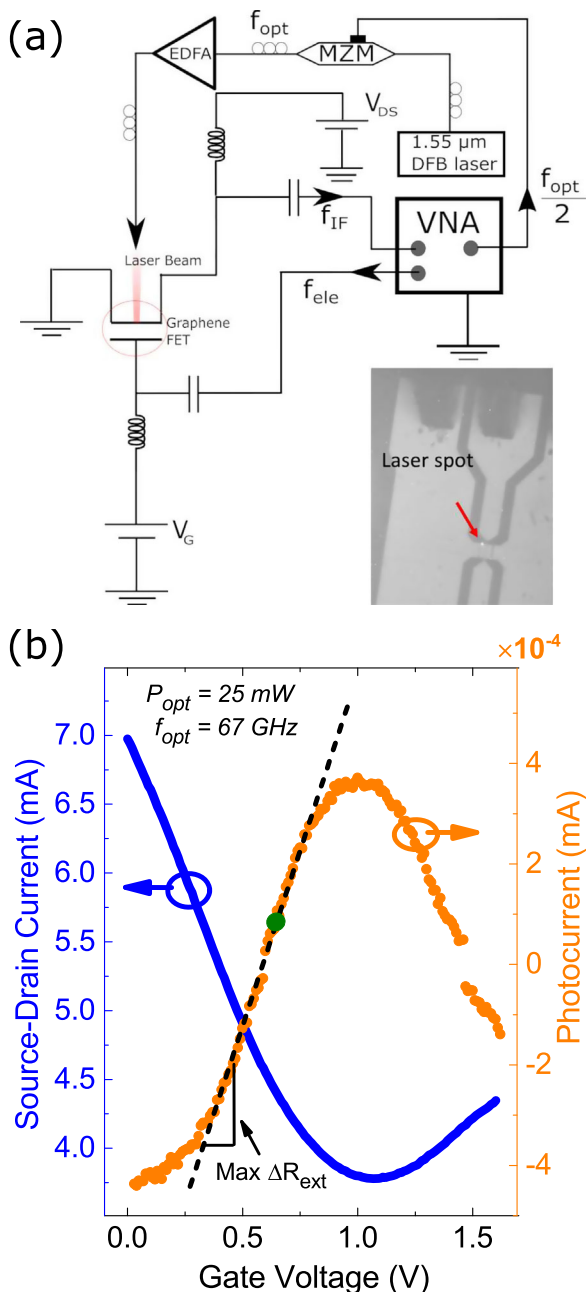 (a)
EDFA
f_opt
MZM
V_DS
1.55 μm
DFB laser
f_opt/2
f_IF
VNA
f_ele
Laser Beam
Graphene
FET
V_G
Laser spot
(b)
×10⁻⁴
P_opt = 25 mW
f_opt = 67 GHz
7.0
6.5
6.0
5.5
5.0
4.5
4.0
Source-Drain Current (mA)
4
2
0
-2
-4
Photocurrent (mA)
Max ΔR_ext
0.0
0.5
1.0
1.5
Gate Voltage (V)